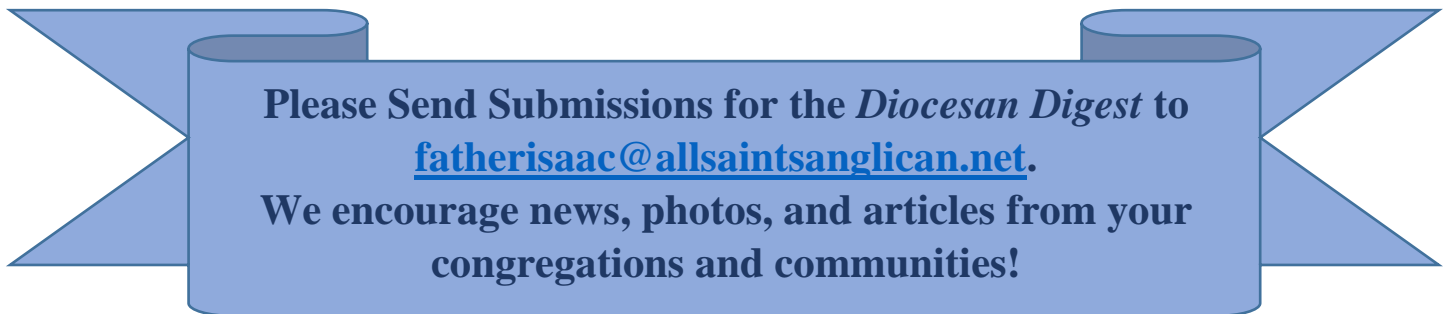 Please Send Submissions for the Diocesan Digest to
fatherisaac@allsaintsanglican.net.
We encourage news, photos, and articles from your
congregations and communities!